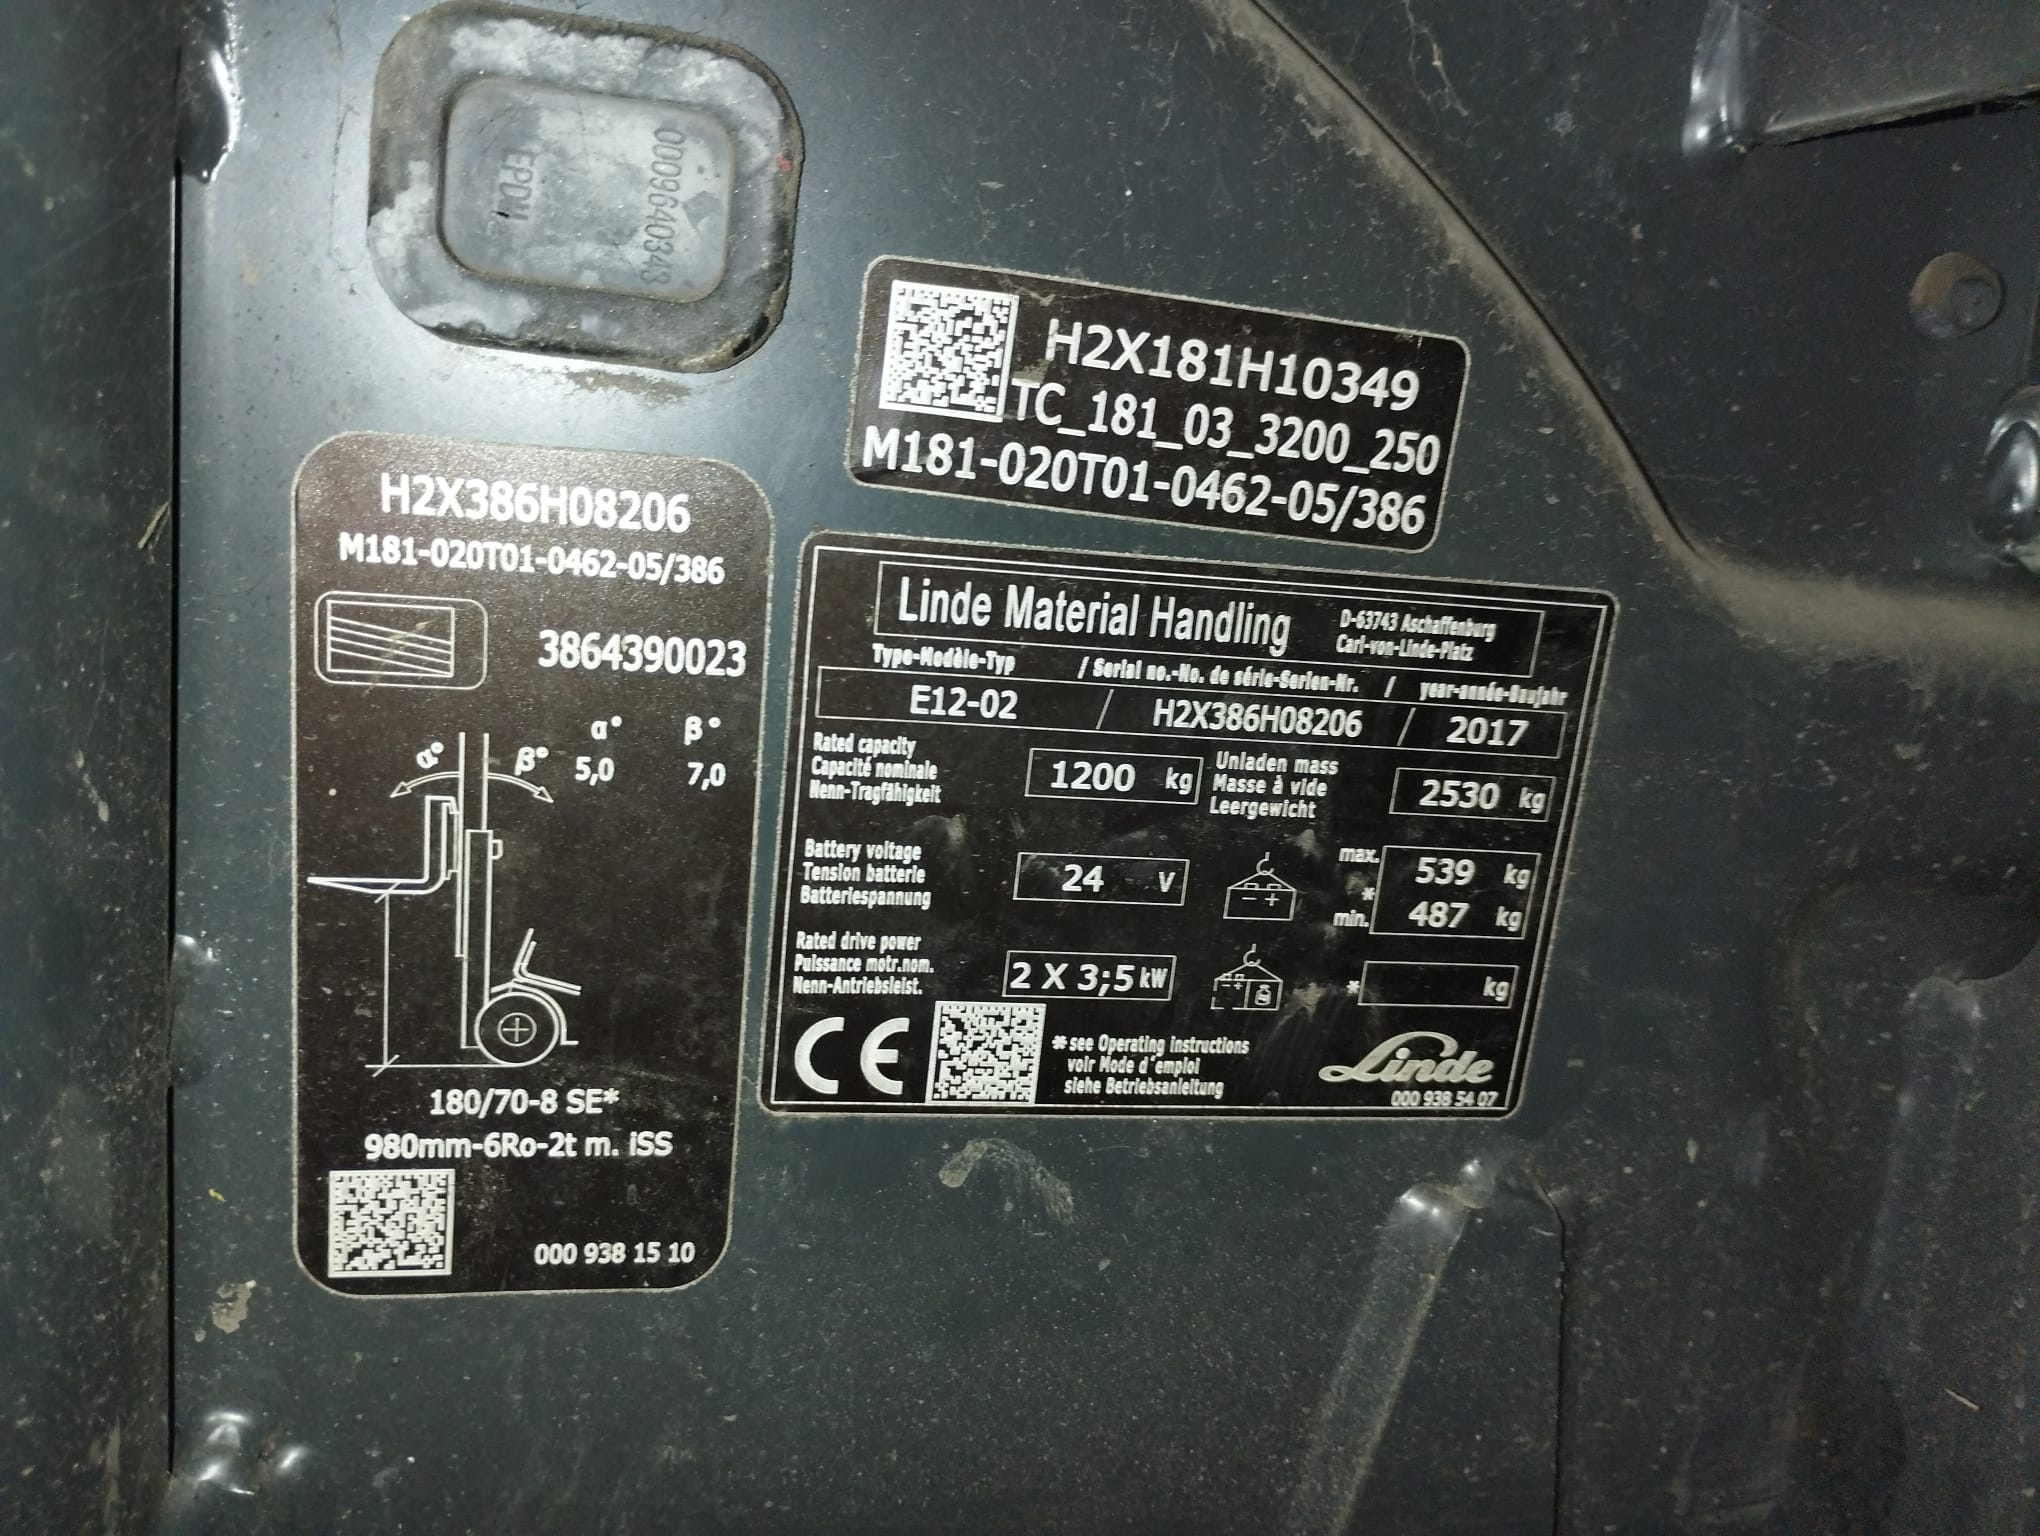 0009640343
EPDM
H2X181H10349
TC_181_03_3200_250
M181-020T01-0462-05/386
H2X386H08206
M181-020T01-0462-05/386
3864390023
α° β°
α° β° 5,0 7,0
180/70-8 SE*
980mm-6Ro-2t m. iSS
000 938 15 10
Linde Material Handling
D-63743 Aschaffenburg
Carl-von-Linde-Platz
Type-Modèle-Typ / Serial no.-No. de série-Serien-Nr. / year-année-Baujahr
E12-02 / H2X386H08206 / 2017
Rated capacity
Capacité nominale
Nenn-Tragfähigkeit
1200 kg
Unladen mass
Masse à vide
Leergewicht
2530 kg
Battery voltage
Tension batterie
Batteriespannung
24 V
- +
max. 539 kg
*
min. 487 kg
Rated drive power
Puissance motr.nom.
Nenn-Antriebsleist.
2 X 3;5 kW
- +
* kg
CE
* see Operating instructions
voir Mode d'emploi
siehe Betriebsanleitung
Linde
000 938 54 07